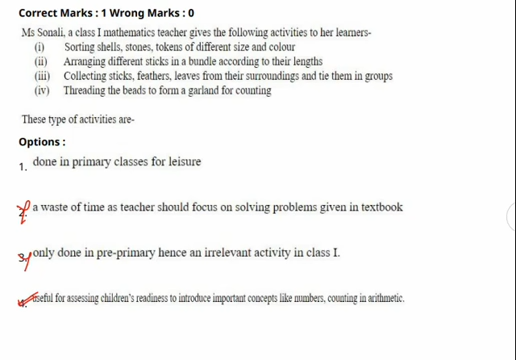 Correct Marks : 1 Wrong Marks : 0
Ms Sonali, a class I mathematics teacher gives the following activities to her learners-
(i) Sorting shells, stones, tokens of different size and colour
(ii) Arranging different sticks in a bundle according to their lengths
(iii) Collecting sticks, feathers, leaves from their surroundings and tie them in groups
(iv) Threading the beads to form a garland for counting
These type of activities are-
Options :
1. done in primary classes for leisure
2. a waste of time as teacher should focus on solving problems given in textbook
3. only done in pre-primary hence an irrelevant activity in class I.
4. useful for assessing children's readiness to introduce important concepts like numbers, counting in arithmetic.